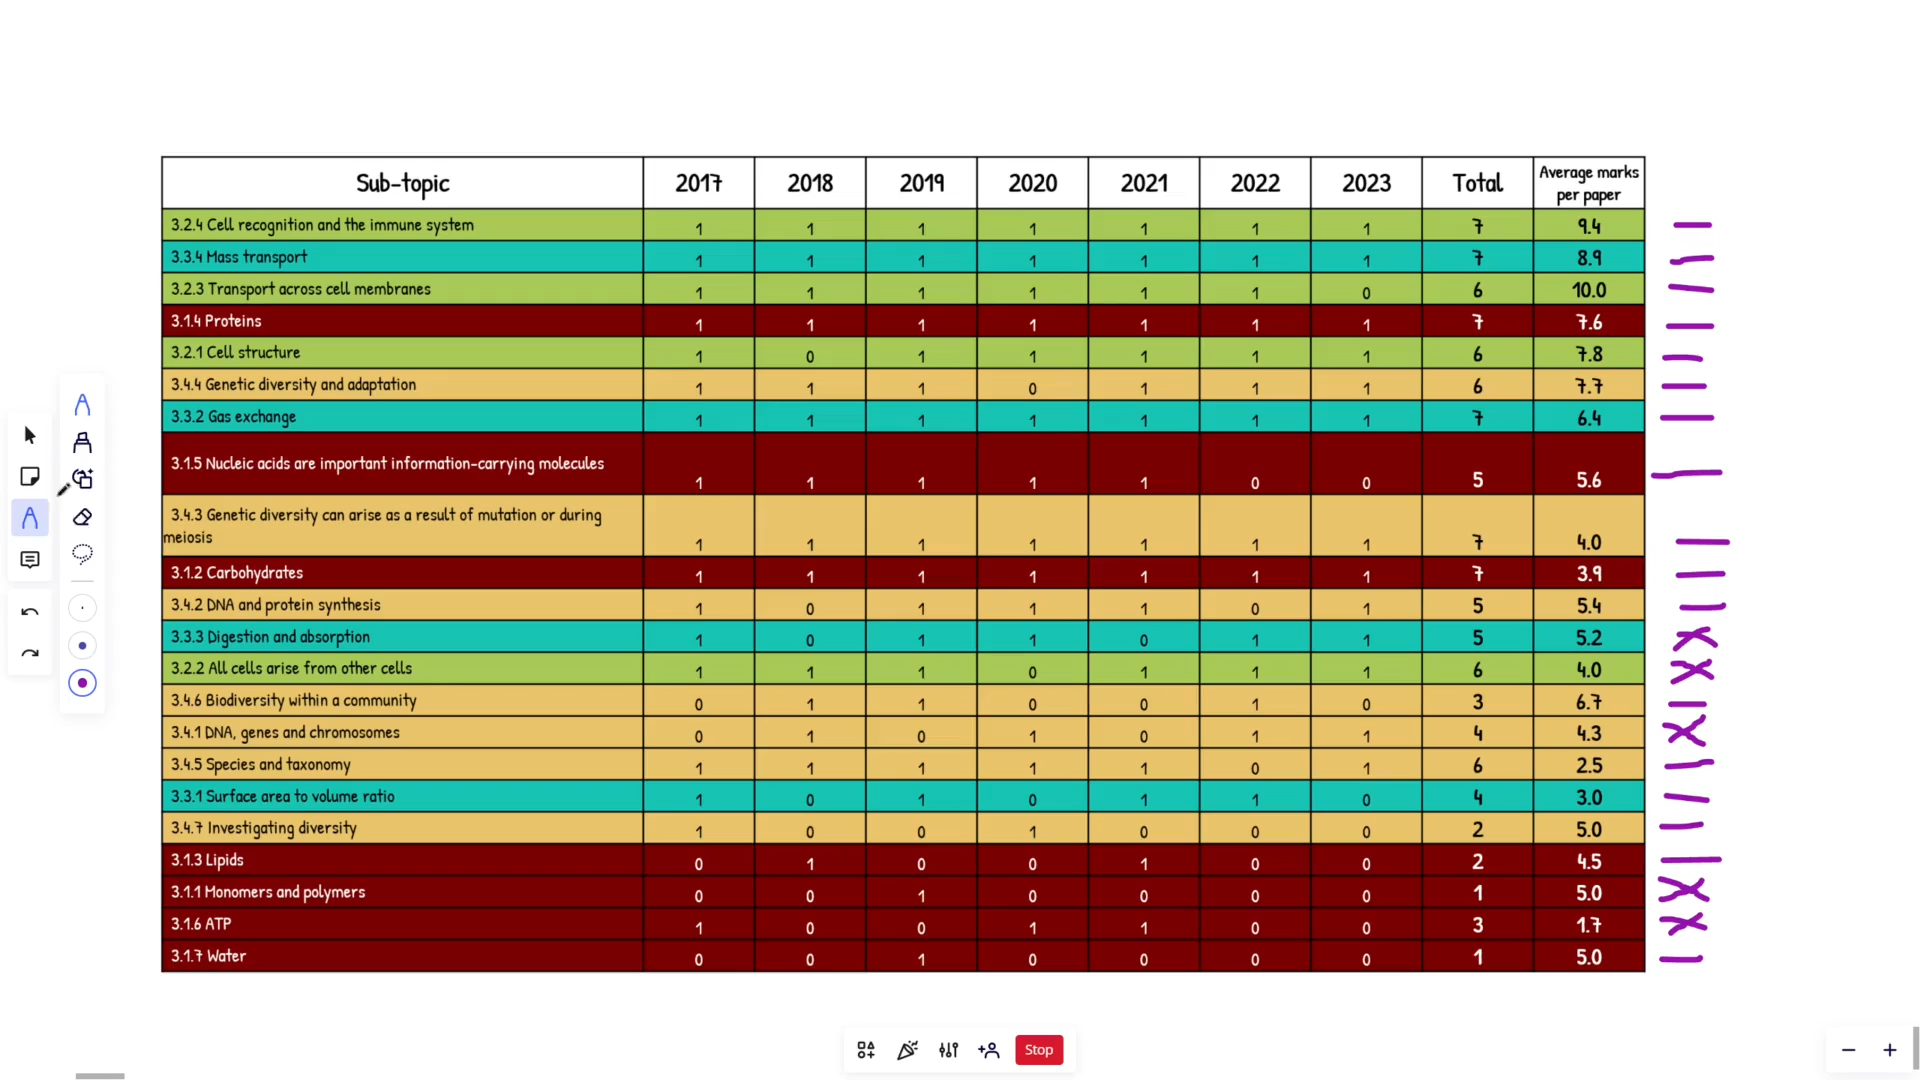 Sub-topic 2017 2018 2019 2020 2021 2022 2023 Total Average marks per paper
3.2.4 Cell recognition and the immune system 1 1 1 1 1 1 1 7 9.4
3.3.4 Mass transport 1 1 1 1 1 1 1 7 8.9
3.2.3 Transport across cell membranes 1 1 1 1 1 1 0 6 10.0
3.1.4 Proteins 1 1 1 1 1 1 1 7 7.6
3.2.1 Cell structure 1 0 1 1 1 1 1 6 7.8
3.4.4 Genetic diversity and adaptation 1 1 1 0 1 1 1 6 7.7
3.3.2 Gas exchange 1 1 1 1 1 1 1 7 6.4
3.1.5 Nucleic acids are important information-carrying molecules 1 1 1 1 1 0 0 5 5.6
3.4.3 Genetic diversity can arise as a result of mutation or during
meiosis 1 1 1 1 1 1 1 7 4.0
3.1.2 Carbohydrates 1 1 1 1 1 1 1 7 3.9
3.4.2 DNA and protein synthesis 1 0 1 1 1 0 1 5 5.4
3.3.3 Digestion and absorption 1 0 1 1 0 1 1 5 5.2
3.2.2 All cells arise from other cells 1 1 1 0 1 1 1 6 4.0
3.4.6 Biodiversity within a community 0 1 1 0 0 1 0 3 6.7
3.4.1 DNA, genes and chromosomes 0 1 0 1 0 1 1 4 4.3
3.4.5 Species and taxonomy 1 1 1 1 1 0 1 6 2.5
3.3.1 Surface area to volume ratio 1 0 1 0 1 1 0 4 3.0
3.4.7 Investigating diversity 1 0 0 1 0 0 0 2 5.0
3.1.3 Lipids 0 1 0 0 1 0 0 2 4.5
3.1.1 Monomers and polymers 0 0 1 0 0 0 0 1 5.0
3.1.6 ATP 1 0 0 1 1 0 0 3 1.7
3.1.7 Water 0 0 1 0 0 0 0 1 5.0
Stop